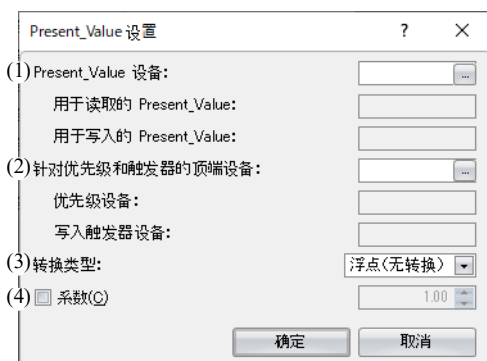 Present_Value 设置 ? ×
(1) Present_Value 设备: ...
用于读取的 Present_Value:
用于写入的 Present_Value:
(2) 针对优先级和触发器的顶端设备: ...
优先级设备:
写入触发器设备:
(3) 转换类型: 浮点(无转换)
(4) 系数(C) 1.00
确定 取消